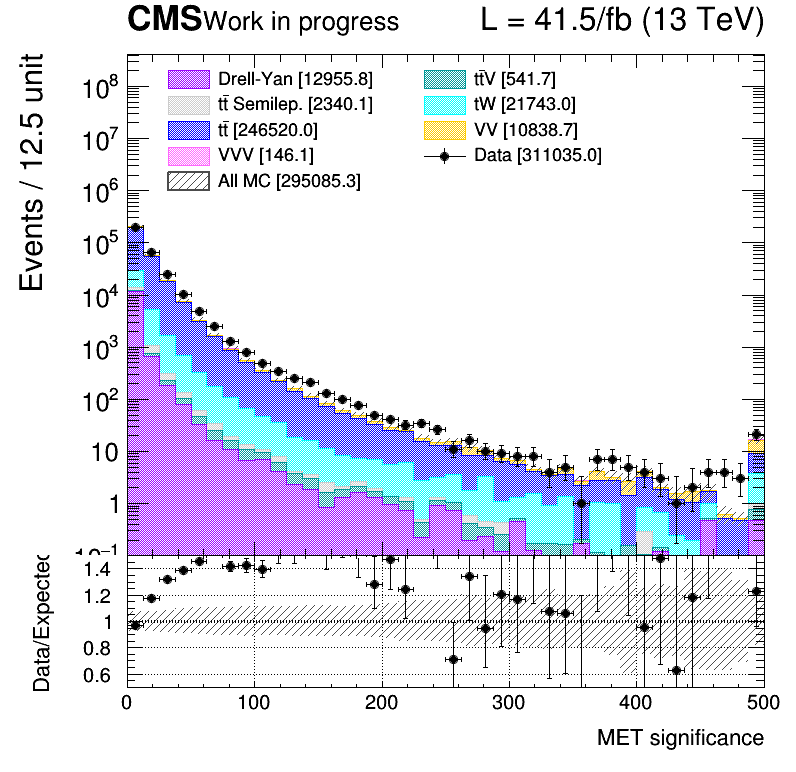 CMS Work in progress L = 41.5/fb (13 TeV)
Events / 12.5 unit
Drell-Yan [12955.8]
tt̄ Semilep. [2340.1]
tt̄ [246520.0]
VVV [146.1]
All MC [295085.3]
tt̄V [541.7]
tW [21743.0]
VV [10838.7]
Data [311035.0]
10⁸
10⁷
10⁶
10⁵
10⁴
10³
10²
10
1
10⁻¹
Data/Expected
1.4
1.2
1
0.8
0.6
0 100 200 300 400 500
MET significance